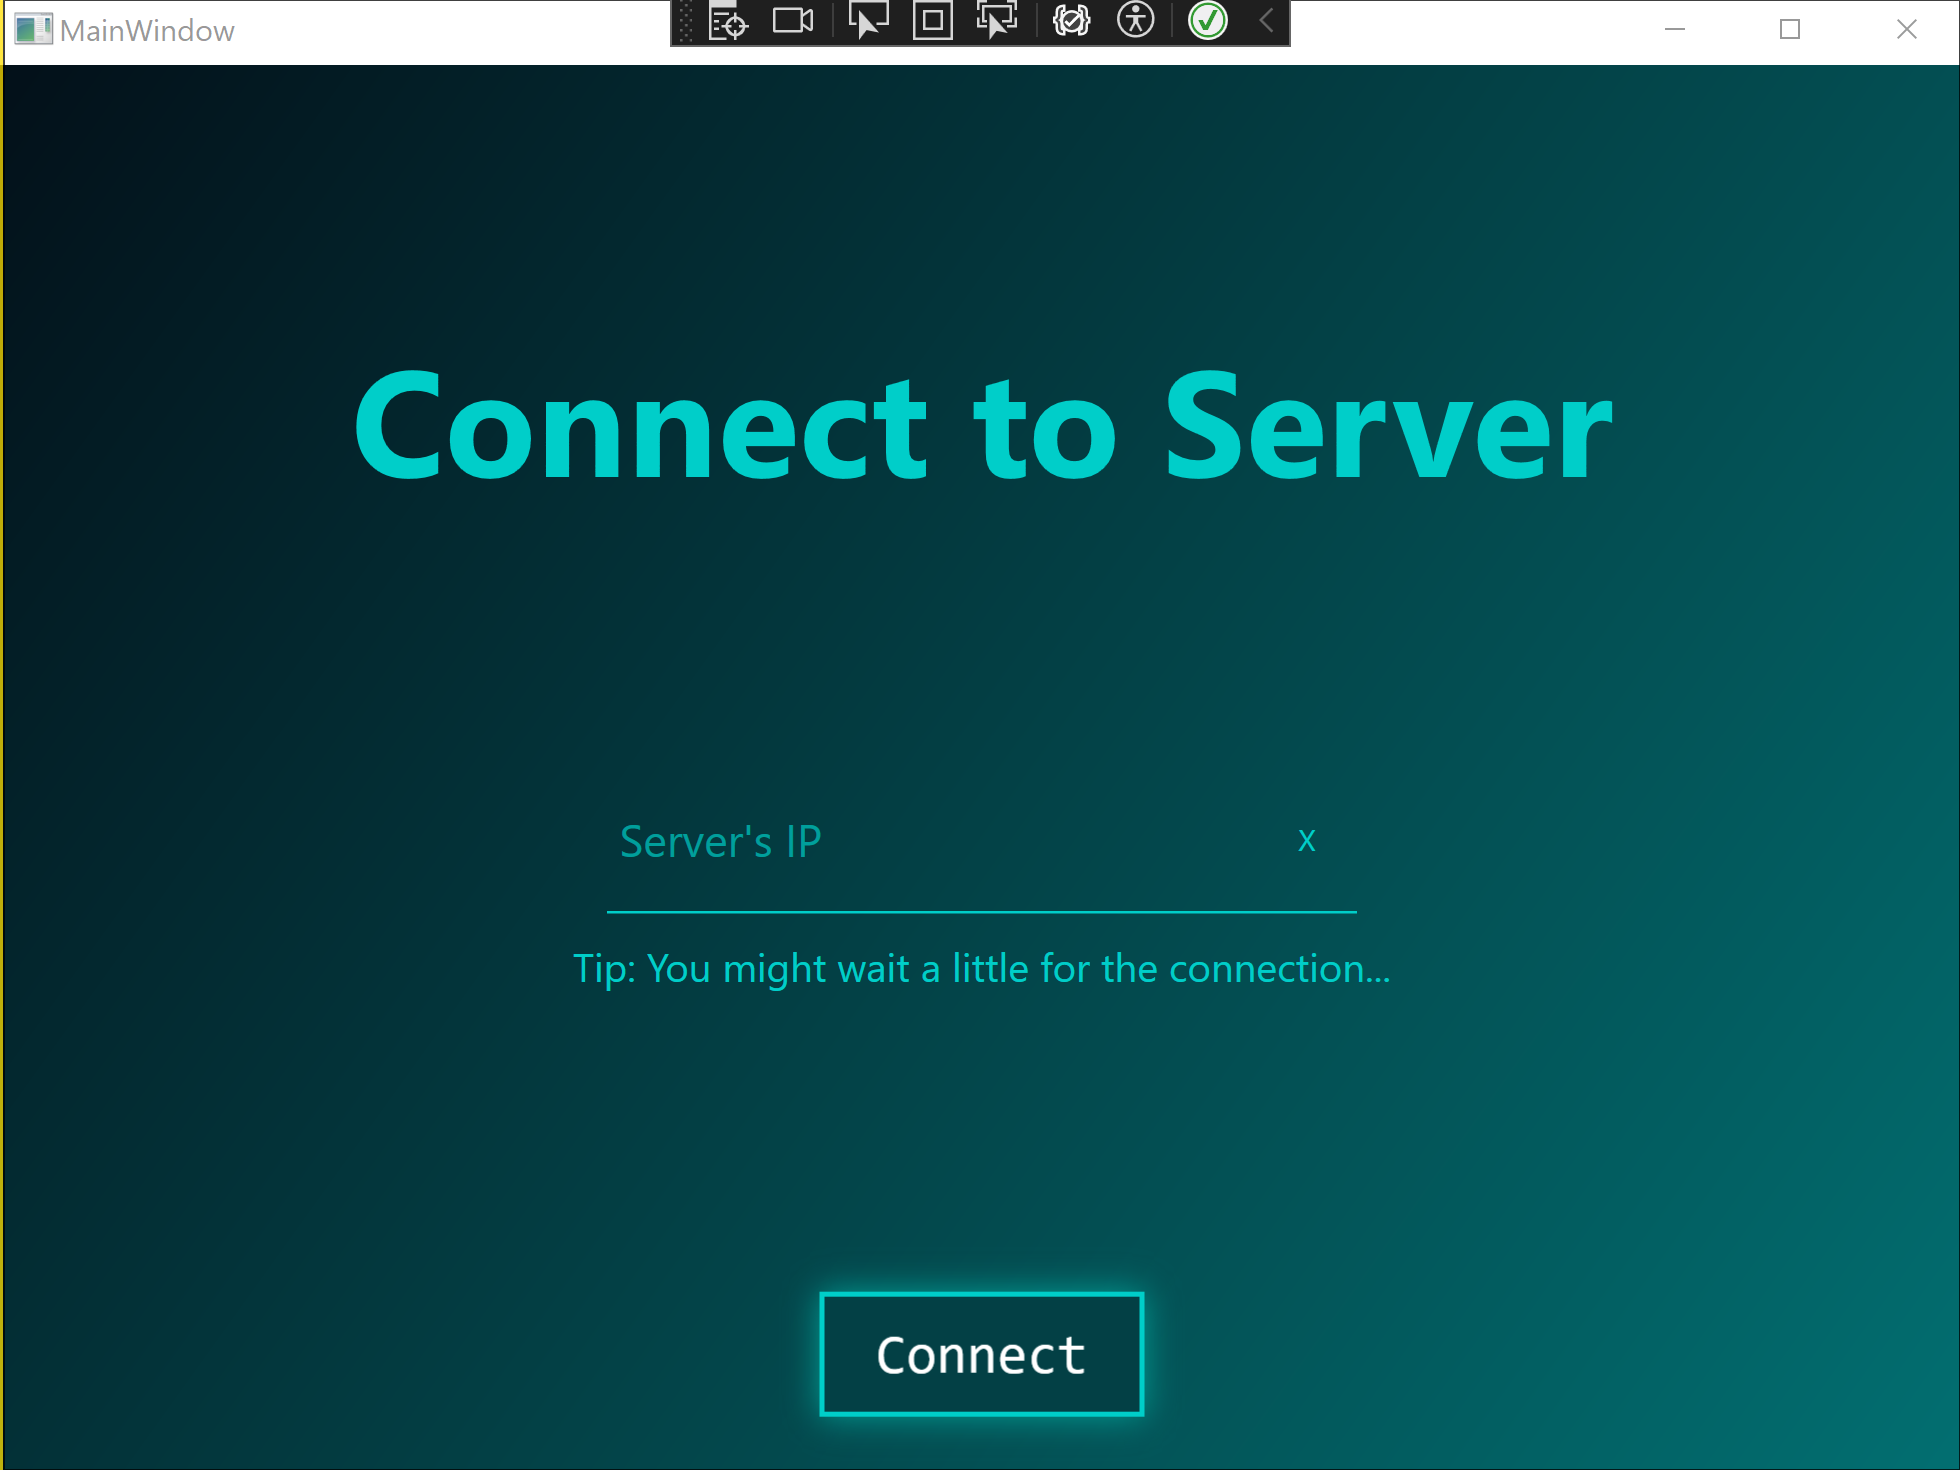 MainWindow
Connect to Server
Server's IP
X
Tip: You might wait a little for the connection...
Connect